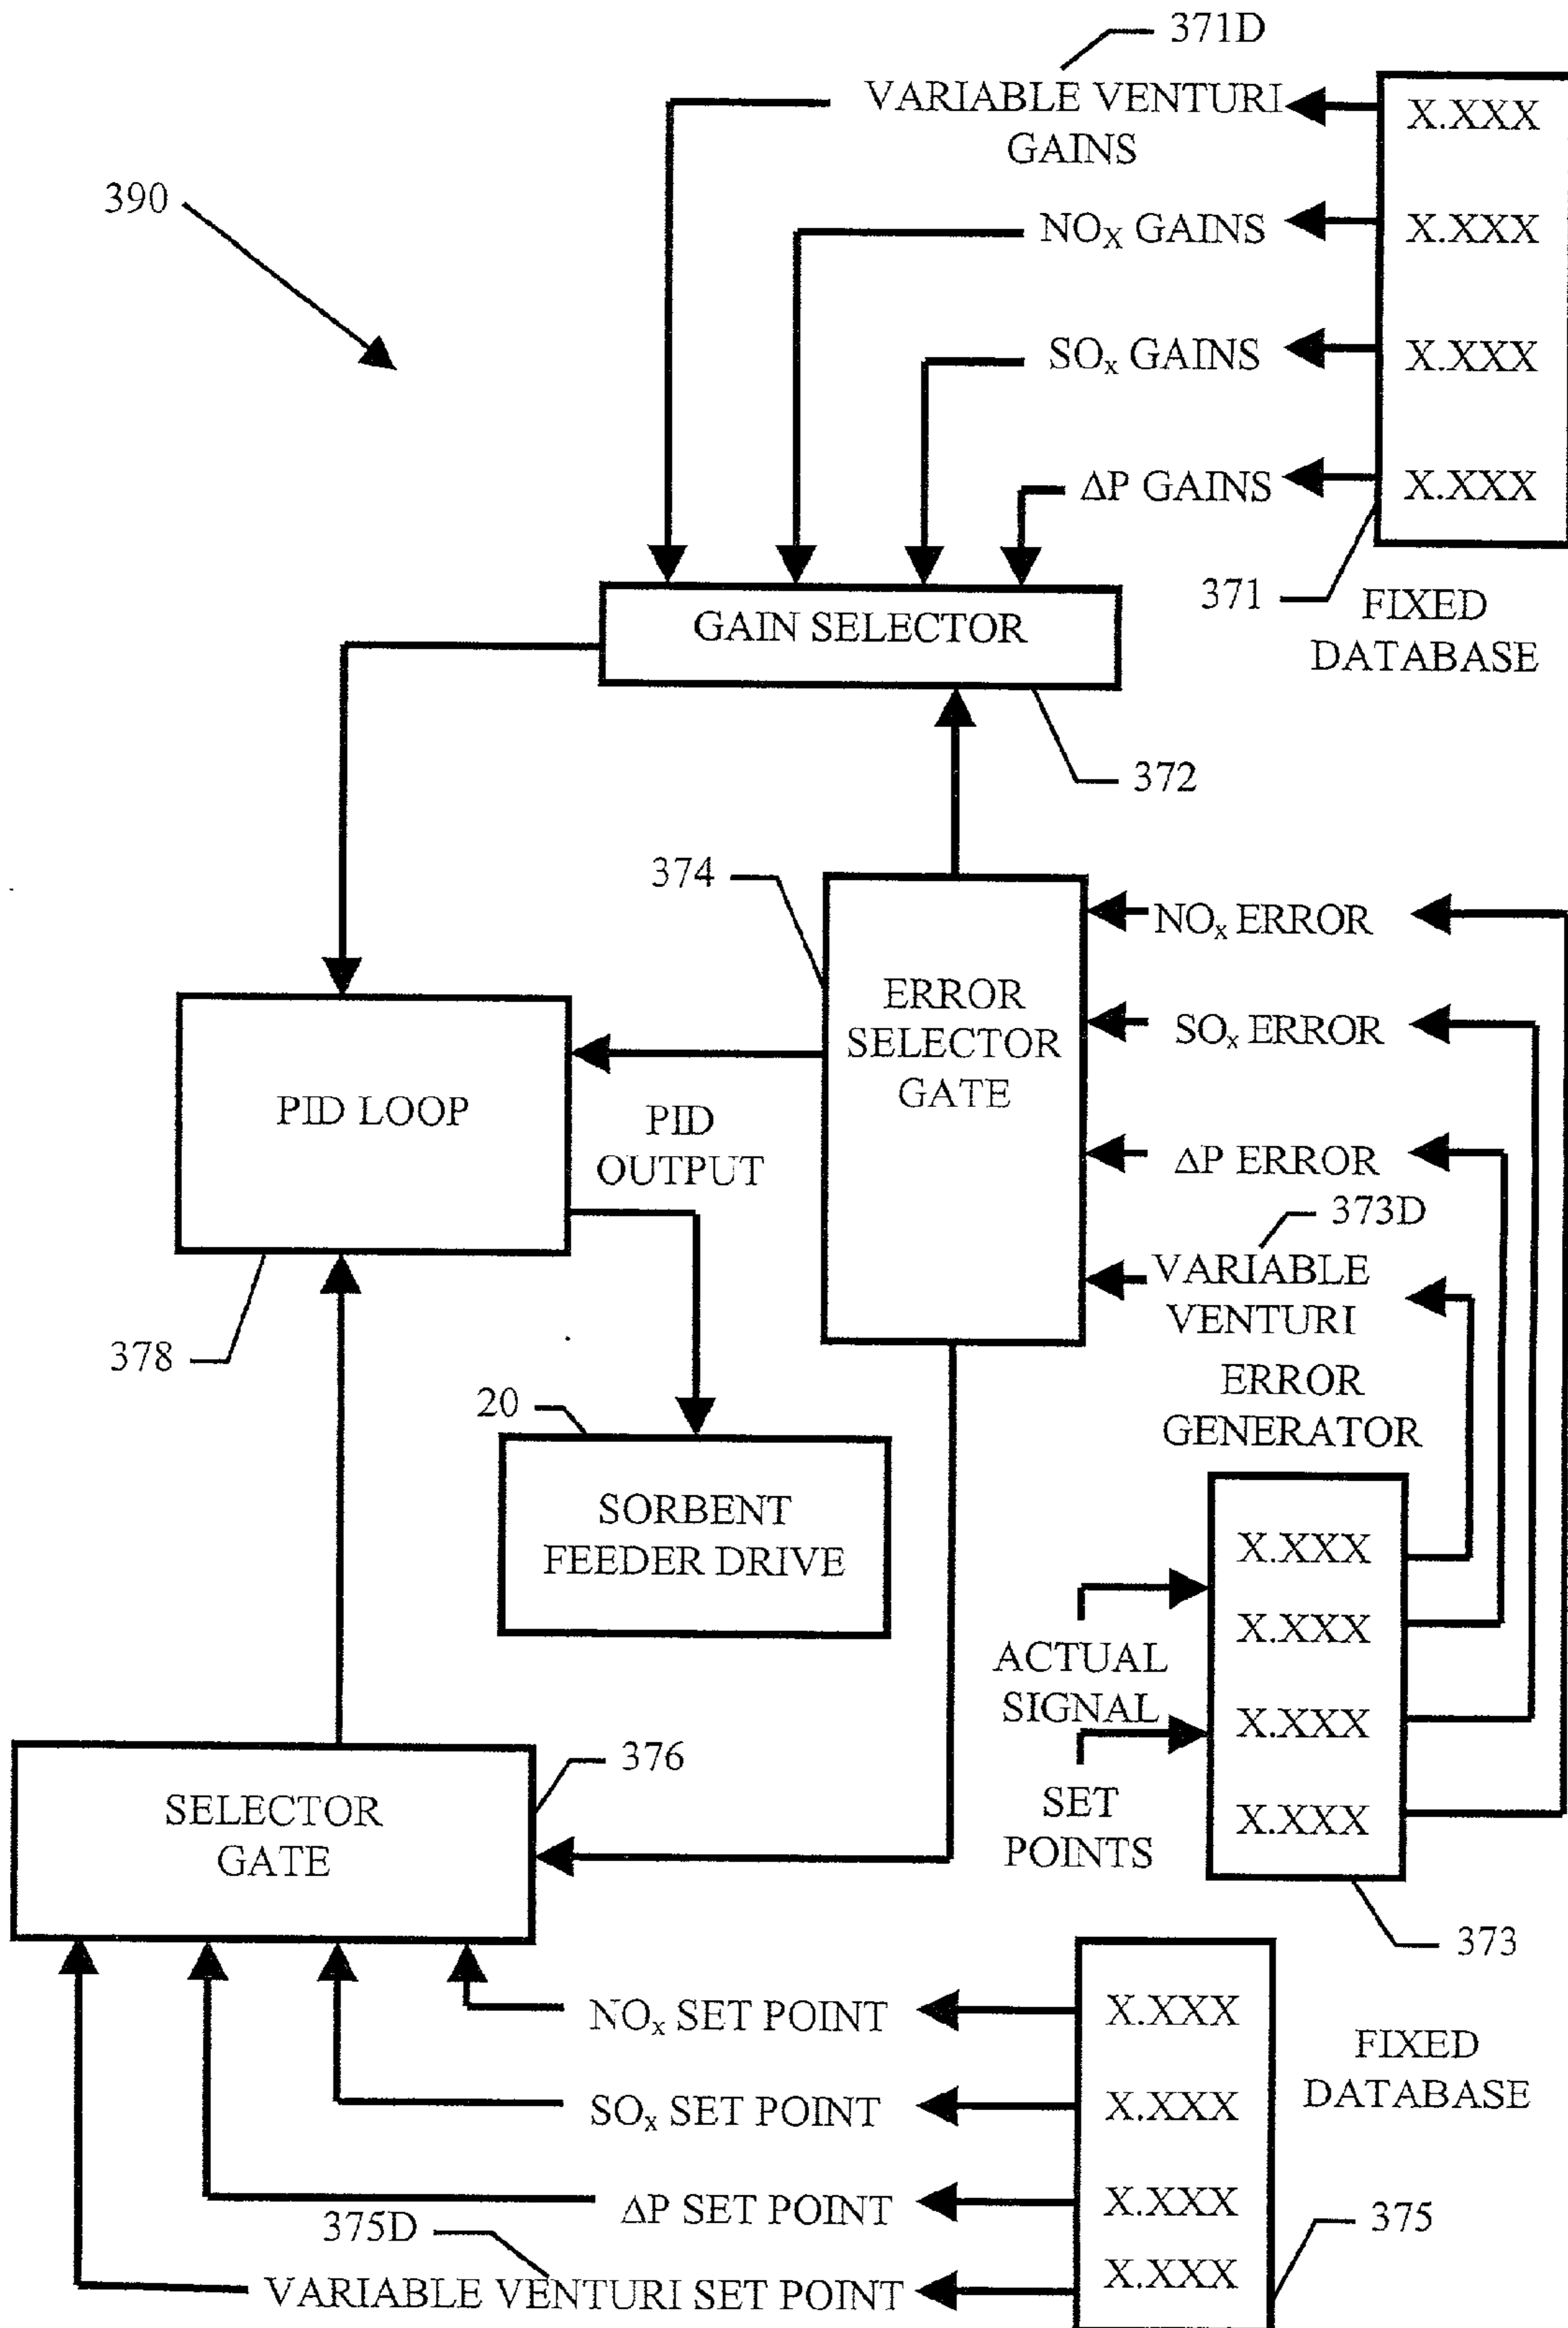 371D
VARIABLE VENTURI
GAINS
X.XXX
390
NOX GAINS
X.XXX
SOx GAINS
X.XXX
ΔP GAINS
X.XXX
371
FIXED
DATABASE
GAIN SELECTOR
372
374
NOx ERROR
ERROR
SELECTOR
GATE
SOx ERROR
PID LOOP
PID
OUTPUT
ΔP ERROR
373D
VARIABLE
VENTURI
378
ERROR
GENERATOR
20
SORBENT
FEEDER DRIVE
X.XXX
X.XXX
X.XXX
X.XXX
ACTUAL
SIGNAL
SET
POINTS
373
376
SELECTOR
GATE
NOx SET POINT
X.XXX
FIXED
DATABASE
SOx SET POINT
X.XXX
ΔP SET POINT
X.XXX
375
375D
VARIABLE VENTURI SET POINT
X.XXX